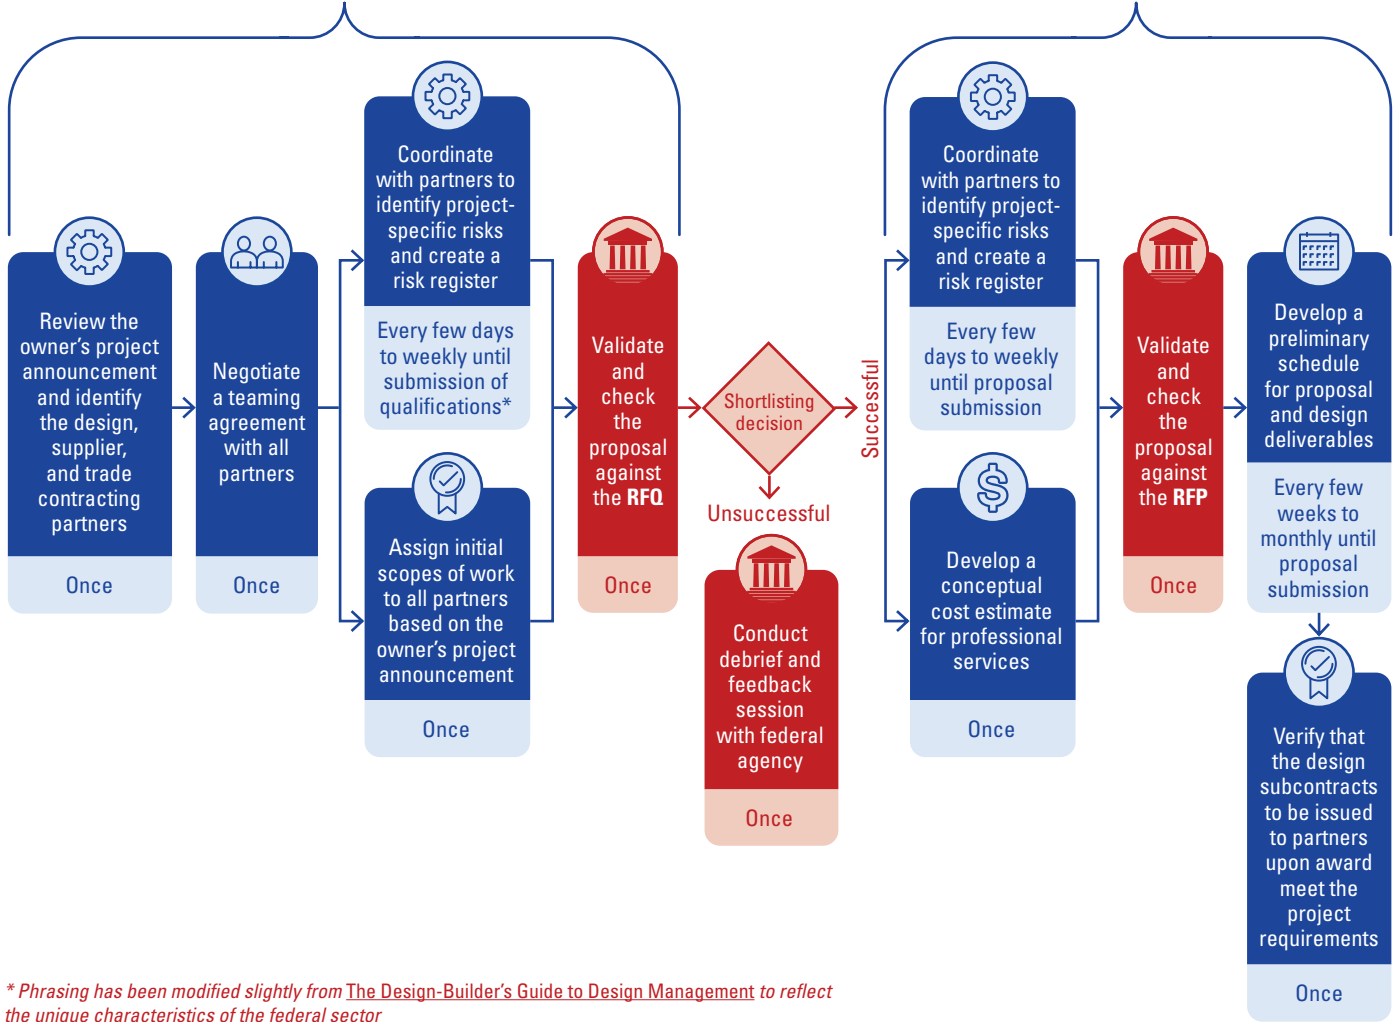 Review the
owner's project
announcement
and identify
the design,
supplier,
and trade
contracting
partners
Once
Negotiate
a teaming
agreement
with all
partners
Once
Coordinate
with partners to
identify project-
specific risks
and create a
risk register
Every few days
to weekly until
submission of
qualifications*
Assign initial
scopes of work
to all partners
based on the
owner's project
announcement
Once
Validate
and
check
the
proposal
against
the RFQ
Once
Shortlisting
decision
Successful
Unsuccessful
Conduct
debrief and
feedback
session
with federal
agency
Once
Coordinate
with partners to
identify project-
specific risks
and create a
risk register
Every few
days to weekly
until proposal
submission
$
Develop a
conceptual
cost estimate
for professional
services
Once
Validate
and
check
the
proposal
against
the RFP
Once
Develop a
preliminary
schedule
for proposal
and design
deliverables
Every few
weeks to
monthly until
proposal
submission
Verify that
the design
subcontracts
to be issued
to partners
upon award
meet the
project
requirements
Once
* Phrasing has been modified slightly from The Design-Builder's Guide to Design Management to reflect
the unique characteristics of the federal sector